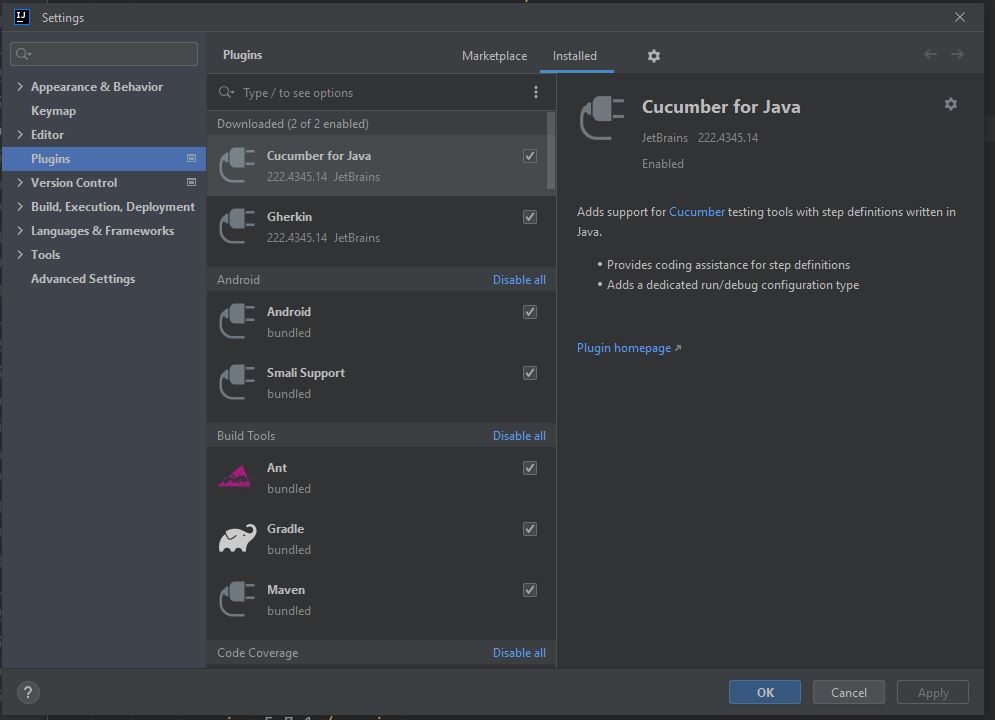 Settings
Plugins
Marketplace
Installed
Appearance & Behavior
Keymap
Editor
Plugins
Version Control
Build, Execution, Deployment
Languages & Frameworks
Tools
Advanced Settings
Type / to see options
Downloaded (2 of 2 enabled)
Cucumber for Java
222.4345.14 JetBrains
Gherkin
222.4345.14 JetBrains
Android Disable all
Android
bundled
Smali Support
bundled
Build Tools Disable all
Ant
bundled
Gradle
bundled
Maven
bundled
Code Coverage Disable all
Cucumber for Java
JetBrains 222.4345.14
Enabled
Adds support for Cucumber testing tools with step definitions written in
Java.
• Provides coding assistance for step definitions
• Adds a dedicated run/debug configuration type
Plugin homepage ↗
?
OK
Cancel
Apply